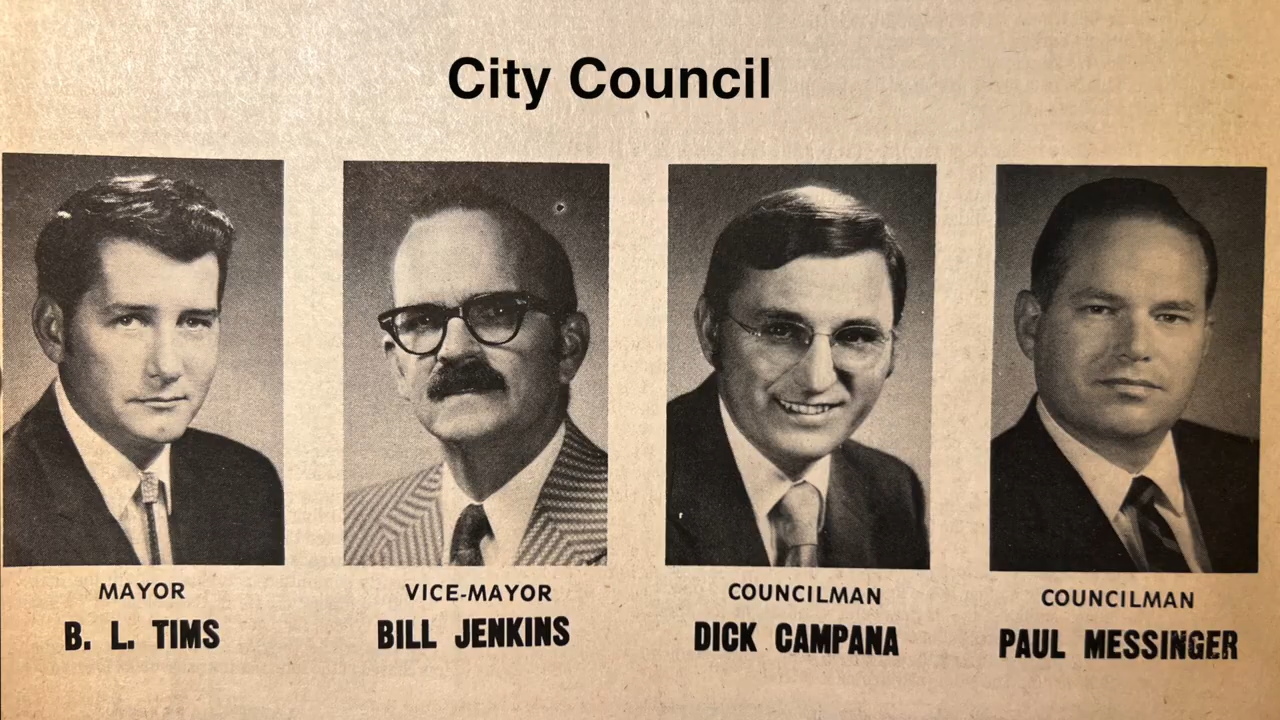 City Council
MAYOR
B. L. TIMS
VICE-MAYOR
BILL JENKINS
COUNCILMAN
DICK CAMPANA
COUNCILMAN
PAUL MESSINGER